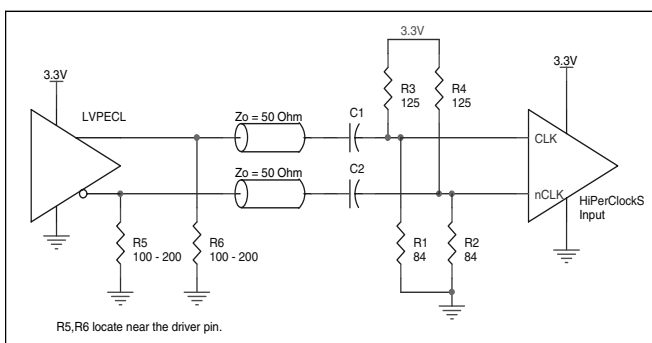 3.3V
3.3V
R3
125
R4
125
3.3V
LVPECL
Zo = 50 Ohm
C1
CLK
Zo = 50 Ohm
C2
nCLK
HiPerClockS
Input
R5
100 - 200
R6
100 - 200
R1
84
R2
84
R5,R6 locate near the driver pin.